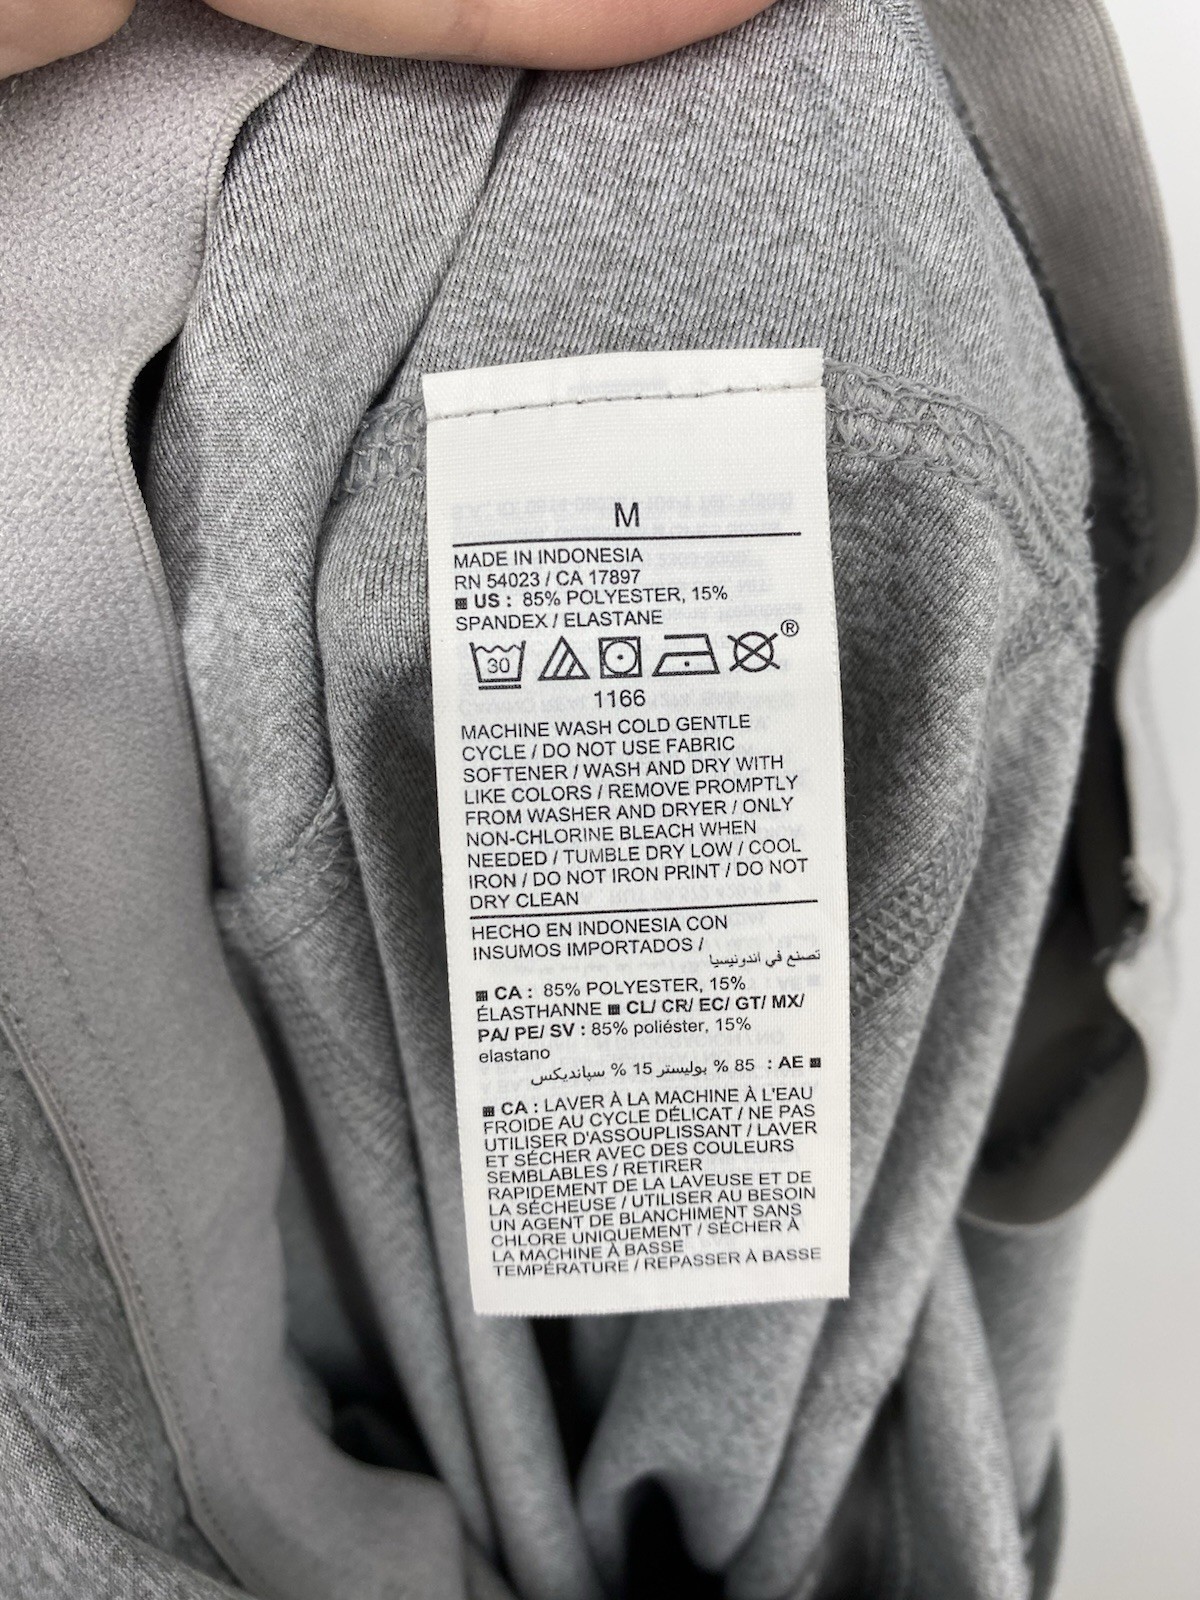 M
MADE IN INDONESIA
RN 54023 / CA 17897
US : 85% POLYESTER, 15%
SPANDEX / ELASTANE
30 ®
1166
MACHINE WASH COLD GENTLE
CYCLE / DO NOT USE FABRIC
SOFTENER / WASH AND DRY WITH
LIKE COLORS / REMOVE PROMPTLY
FROM WASHER AND DRYER / ONLY
NON-CHLORINE BLEACH WHEN
NEEDED / TUMBLE DRY LOW / COOL
IRON / DO NOT IRON PRINT / DO NOT
DRY CLEAN
HECHO EN INDONESIA CON
INSUMOS IMPORTADOS /
تصنع في اندونيسيا
CA : 85% POLYESTER, 15%
ÉLASTHANNE CL/ CR/ EC/ GT/ MX/
PA/ PE/ SV : 85% poliéster, 15%
elastano
AE : 85 % بوليستر 15 % سباندیکس
CA : LAVER À LA MACHINE À L'EAU
FROIDE AU CYCLE DÉLICAT / NE PAS
UTILISER D'ASSOUPLISSANT / LAVER
ET SÉCHER AVEC DES COULEURS
SEMBLABLES / RETIRER
RAPIDEMENT DE LA LAVEUSE ET DE
LA SÉCHEUSE / UTILISER AU BESOIN
UN AGENT DE BLANCHIMENT SANS
CHLORE UNIQUEMENT / SÉCHER À
LA MACHINE À BASSE
TEMPÉRATURE / REPASSER À BASSE